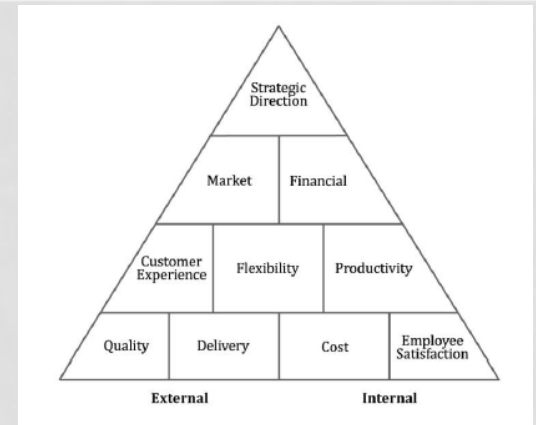 Strategic
Direction
Market
Financial
Customer
Experience
Flexibility
Productivity
Quality
Delivery
Cost
Employee
Satisfaction
External
Internal